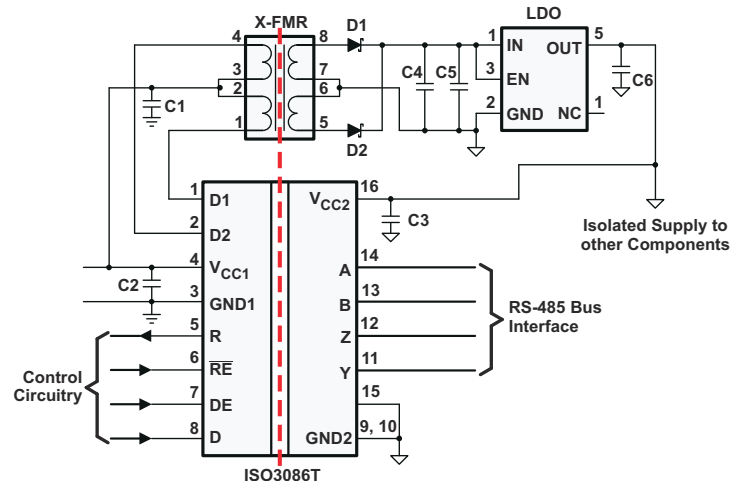 X-FMR
4
3
2
1
8
7
6
5
C1
D1
D2
C4
C5
LDO
1 IN
3 EN
2 GND
OUT 5
NC 1
C6
Isolated Supply to
other Components
1 D1
2 D2
4 VCC1
3 GND1
5 R
6 RE
7 DE
8 D
C2
Control
Circuitry
VCC2 16
C3
A 14
B 13
Z 12
Y 11
15
GND2 9, 10
RS-485 Bus
Interface
ISO3086T